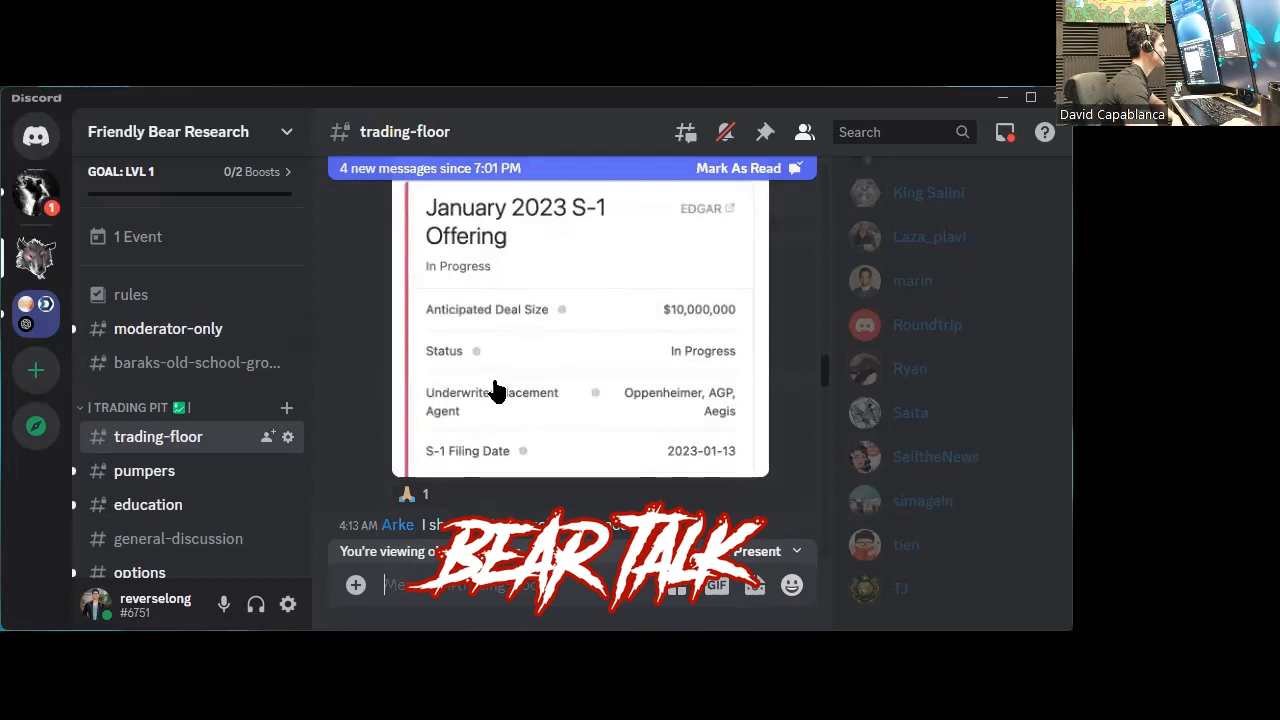 David Capablanca
Discord
Friendly Bear Research
GOAL: LVL 1
0/2 Boosts
1
1 Event
rules
moderator-only
baraks-old-school-gro...
| TRADING PIT
|
trading-floor
pumpers
education
general-discussion
options
reverselong
#6751
trading-floor
Search
4 new messages since 7:01 PM
Mark As Read
January 2023 S-1
Offering
EDGAR
In Progress
Anticipated Deal Size
$10,000,000
Status
In Progress
Agent
Oppenheimer, AGP,
Aegis
S-1 Filing Date
2023-01-13
1
4:13 AM Arke I
You're viewing
Present
GIF
BEAR TALK
King Salini
Laza_plavi
marin
Roundtrip
Ryan
Saita
SailtheNews
simagain
tieri
TJ